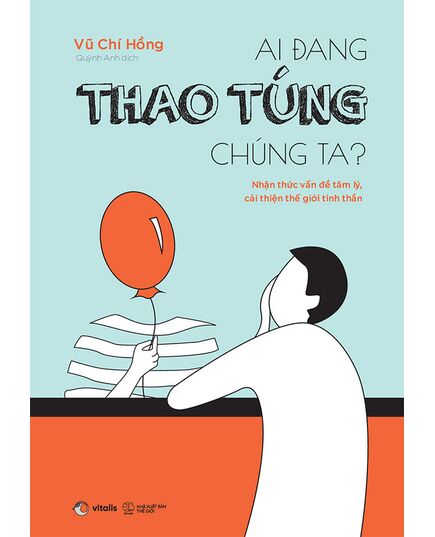 Vũ Chí Hồng
Quỳnh Anh dịch
AI ĐANG
THAO TÚNG
CHÚNG TA?
Nhận thức vấn đề tâm lý,
cải thiện thế giới tinh thần
vitalis
NHÀ XUẤT BẢN
THẾ GIỚI